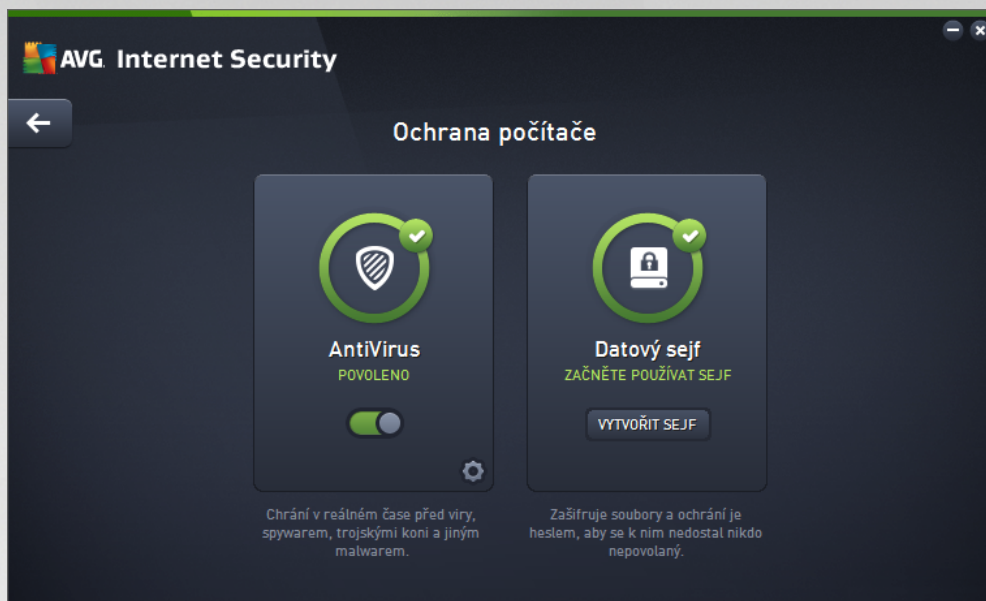 AVG. Internet Security
Ochrana počítače
AntiVirus
POVOLENO
Datový sejf
ZAČNĚTE POUŽÍVAT SEJF
VYTVOŘIT SEJF
Chrání v reálném čase před viry,
spywarem, trojskými koni a jiným
malwarem.
Zašifruje soubory a ochrání je
heslem, aby se k nim nedostal nikdo
nepovolaný.